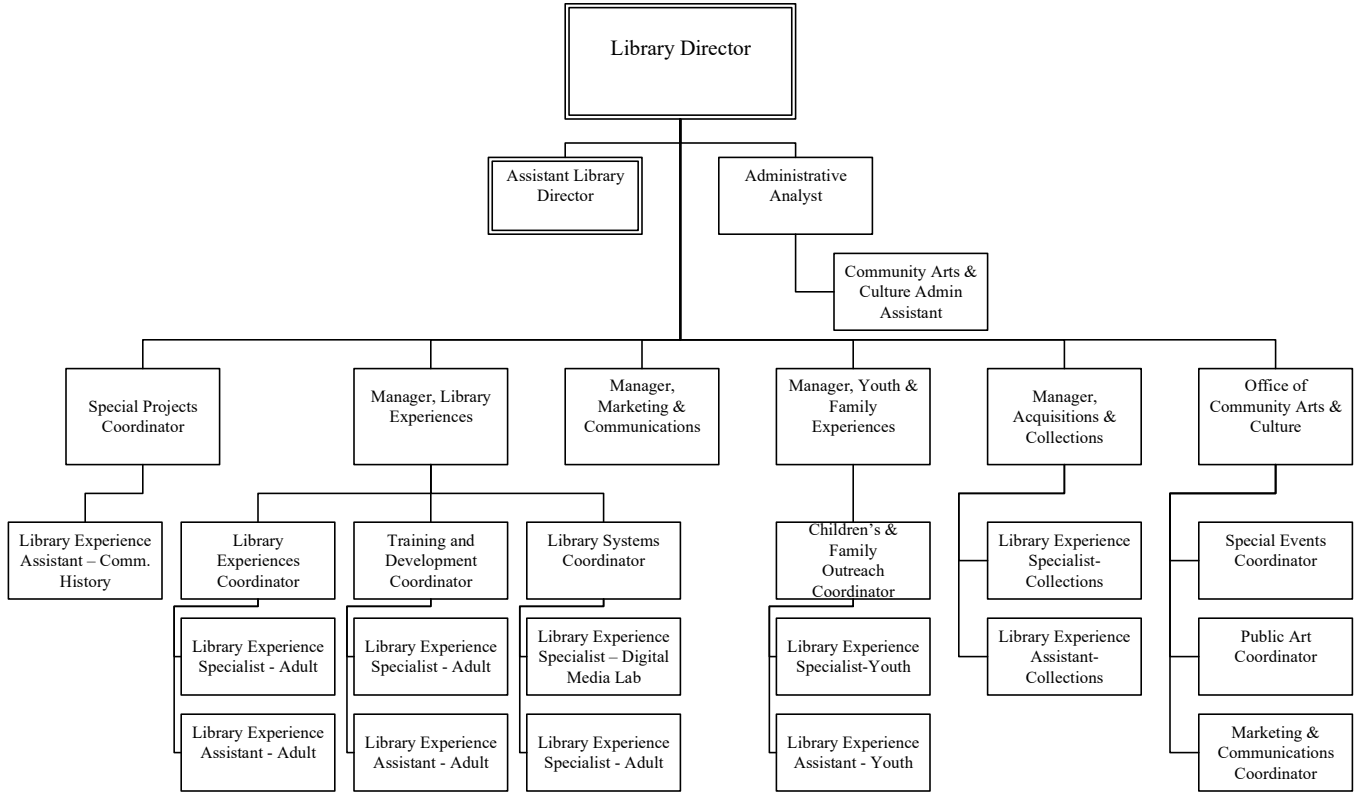 Library Director
Assistant Library
Director
Administrative
Analyst
Community Arts &
Culture Admin
Assistant
Special Projects
Coordinator
Manager, Library
Experiences
Manager,
Marketing &
Communications
Manager, Youth &
Family
Experiences
Manager,
Acquisitions &
Collections
Office of
Community Arts &
Culture
Library Experience
Assistant – Comm.
History
Library
Experiences
Coordinator
Training and
Development
Coordinator
Library Systems
Coordinator
Children’s &
Family
Outreach
Coordinator
Library Experience
Specialist-
Collections
Special Events
Coordinator
Library Experience
Specialist - Adult
Library Experience
Specialist - Adult
Library Experience
Specialist – Digital
Media Lab
Library Experience
Specialist-Youth
Library Experience
Assistant-
Collections
Public Art
Coordinator
Library Experience
Assistant - Adult
Library Experience
Assistant - Adult
Library Experience
Specialist - Adult
Library Experience
Assistant - Youth
Marketing &
Communications
Coordinator